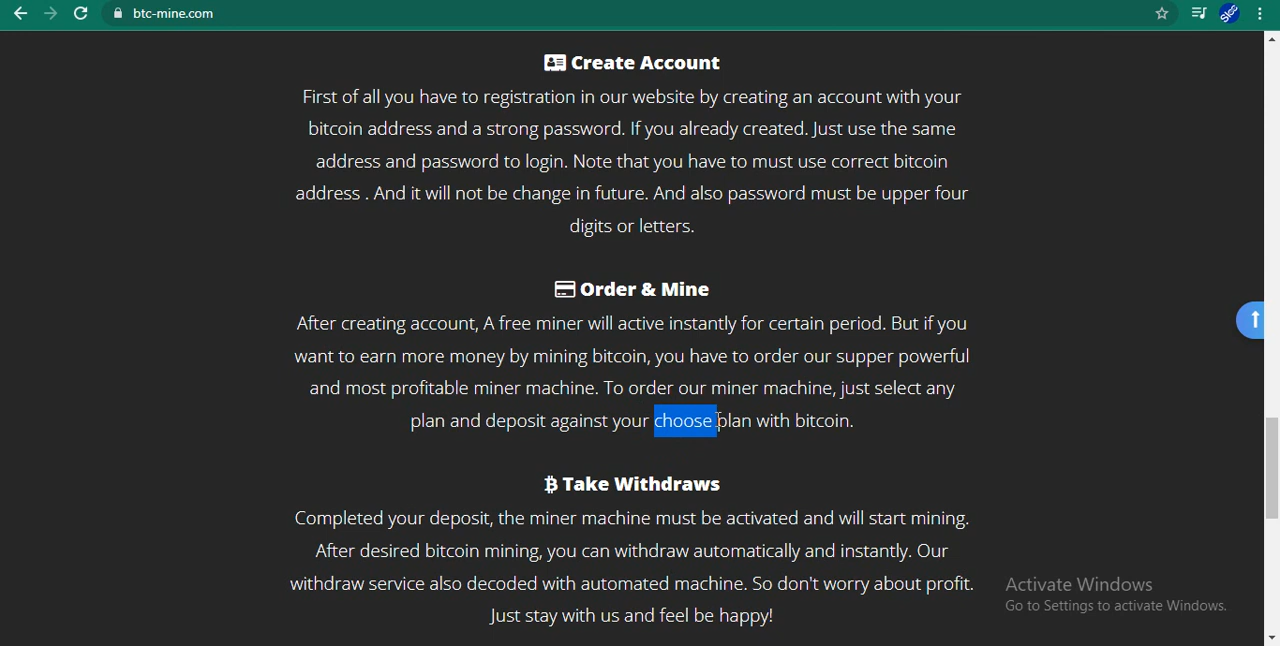 btc-mine.com
Create Account
First of all you have to registration in our website by creating an account with your
bitcoin address and a strong password. If you already created. Just use the same
address and password to login. Note that you have to must use correct bitcoin
address . And it will not be change in future. And also password must be upper four
digits or letters.
Order & Mine
After creating account, A free miner will active instantly for certain period. But if you
want to earn more money by mining bitcoin, you have to order our supper powerful
and most profitable miner machine. To order our miner machine, just select any
plan and deposit against your choose plan with bitcoin.
Take Withdraws
Completed your deposit, the miner machine must be activated and will start mining.
After desired bitcoin mining, you can withdraw automatically and instantly. Our
withdraw service also decoded with automated machine. So don't worry about profit.
Just stay with us and feel be happy!
Activate Windows
Go to Settings to activate Windows.